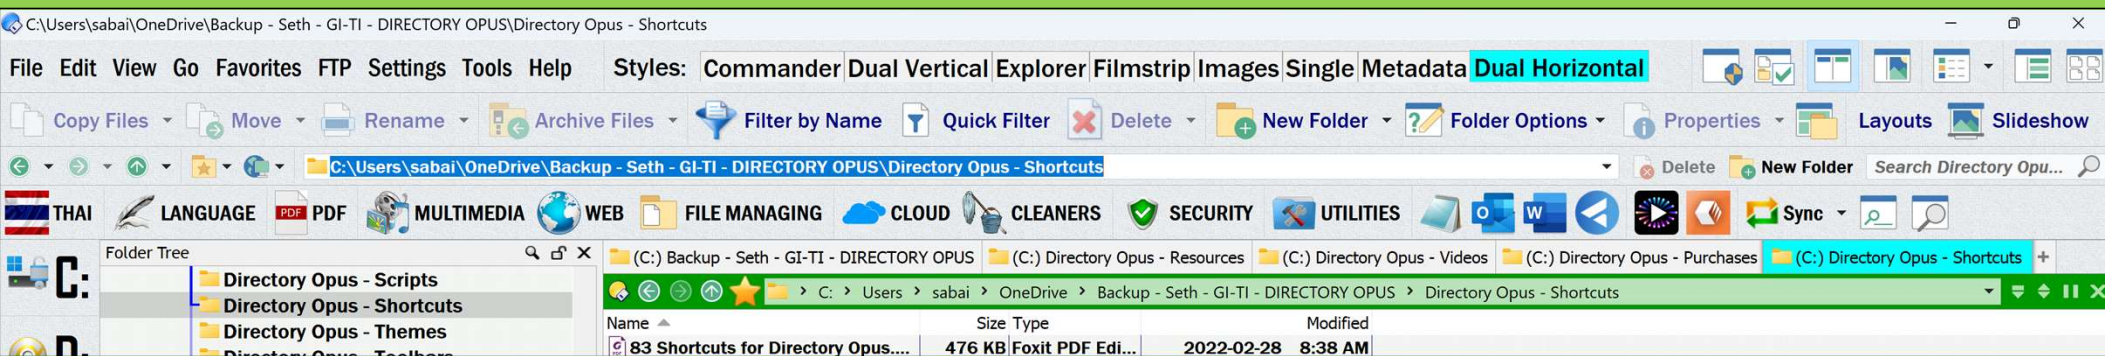 C:\Users\sabai\OneDrive\Backup - Seth - GI-TI - DIRECTORY OPUS\Directory Opus - Shortcuts
File Edit View Go Favorites FTP Settings Tools Help Styles: Commander Dual Vertical Explorer Filmstrip Images Single Metadata Dual Horizontal
Copy Files Move Rename Archive Files Filter by Name Quick Filter Delete New Folder Folder Options Properties Layouts Slideshow
C:\Users\sabai\OneDrive\Backup - Seth - GI-TI - DIRECTORY OPUS\Directory Opus - Shortcuts Delete New Folder Search Directory Opu...
THAI LANGUAGE PDF PDF MULTIMEDIA WEB FILE MANAGING CLOUD CLEANERS SECURITY UTILITIES Sync
C: Folder Tree (C:) Backup - Seth - GI-TI - DIRECTORY OPUS (C:) Directory Opus - Resources (C:) Directory Opus - Videos (C:) Directory Opus - Purchases (C:) Directory Opus - Shortcuts
Directory Opus - Scripts C: Users sabai OneDrive Backup - Seth - GI-TI - DIRECTORY OPUS Directory Opus - Shortcuts
Directory Opus - Shortcuts
Directory Opus - Themes Name Size Type Modified
D: Directory Opus - Toolbars 83 Shortcuts for Directory Opus.... 476 KB Foxit PDF Edi... 2022-02-28 8:38 AM